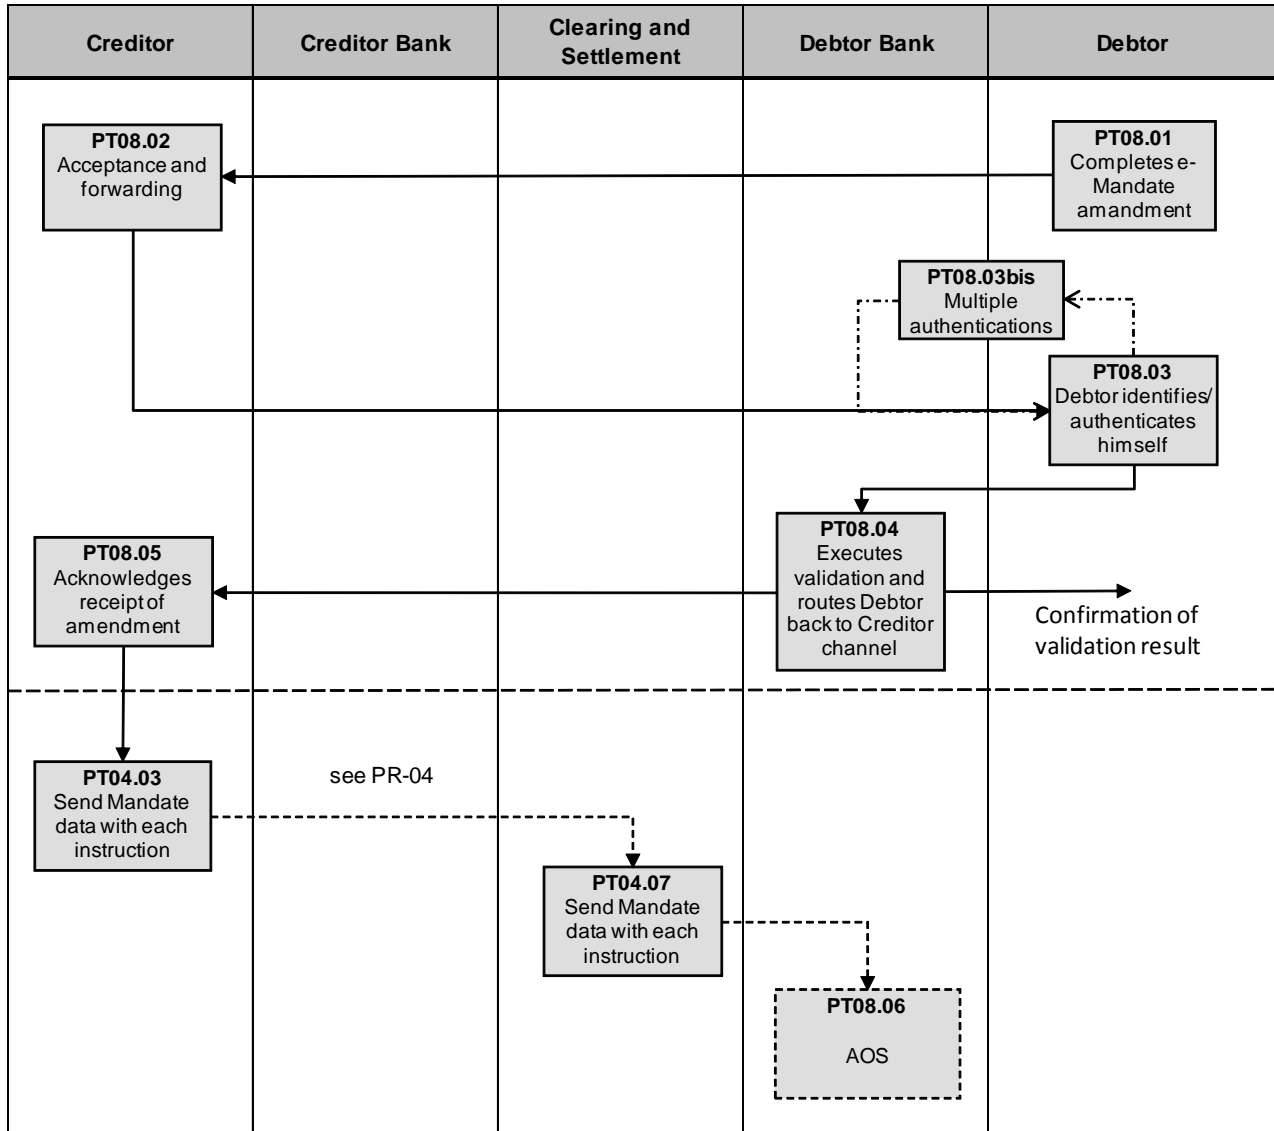 Creditor
Creditor Bank
Clearing and
Settlement
Debtor Bank
Debtor
PT08.02
Acceptance and
forwarding
PT08.01
Completes e-
Mandate
amandment
PT08.03bis
Multiple
authentications
PT08.03
Debtor identifies/
authenticates
himself
PT08.04
Executes
validation and
routes Debtor
back to Creditor
channel
PT08.05
Acknowledges
receipt of
amendment
Confirmation of
validation result
PT04.03
Send Mandate
data with each
instruction
see PR-04
PT04.07
Send Mandate
data with each
instruction
PT08.06
AOS